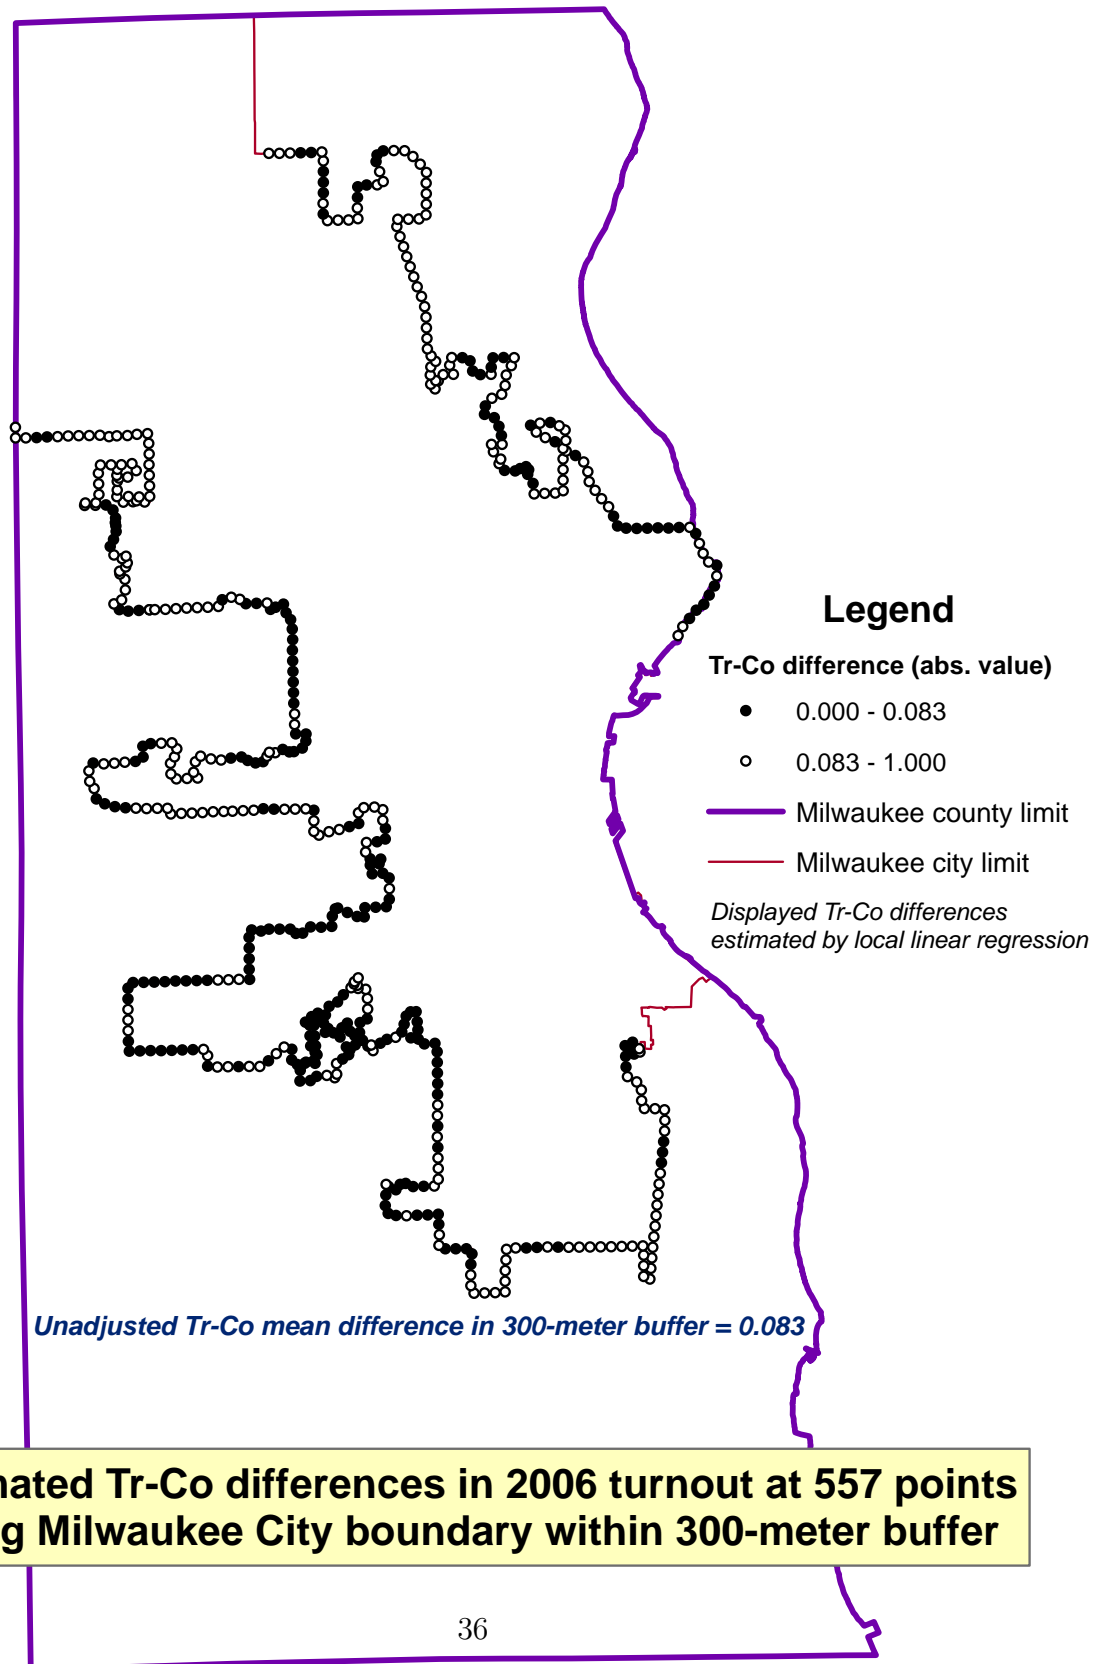 Legend
Tr-Co difference (abs. value)
0.000 - 0.083
0.083 - 1.000
Milwaukee county limit
Milwaukee city limit
Displayed Tr-Co differences
estimated by local linear regression
Unadjusted Tr-Co mean difference in 300-meter buffer = 0.083
Tr-Co differences in 2006 turnout at 557 points
Milwaukee City boundary within 300-meter buffer
36